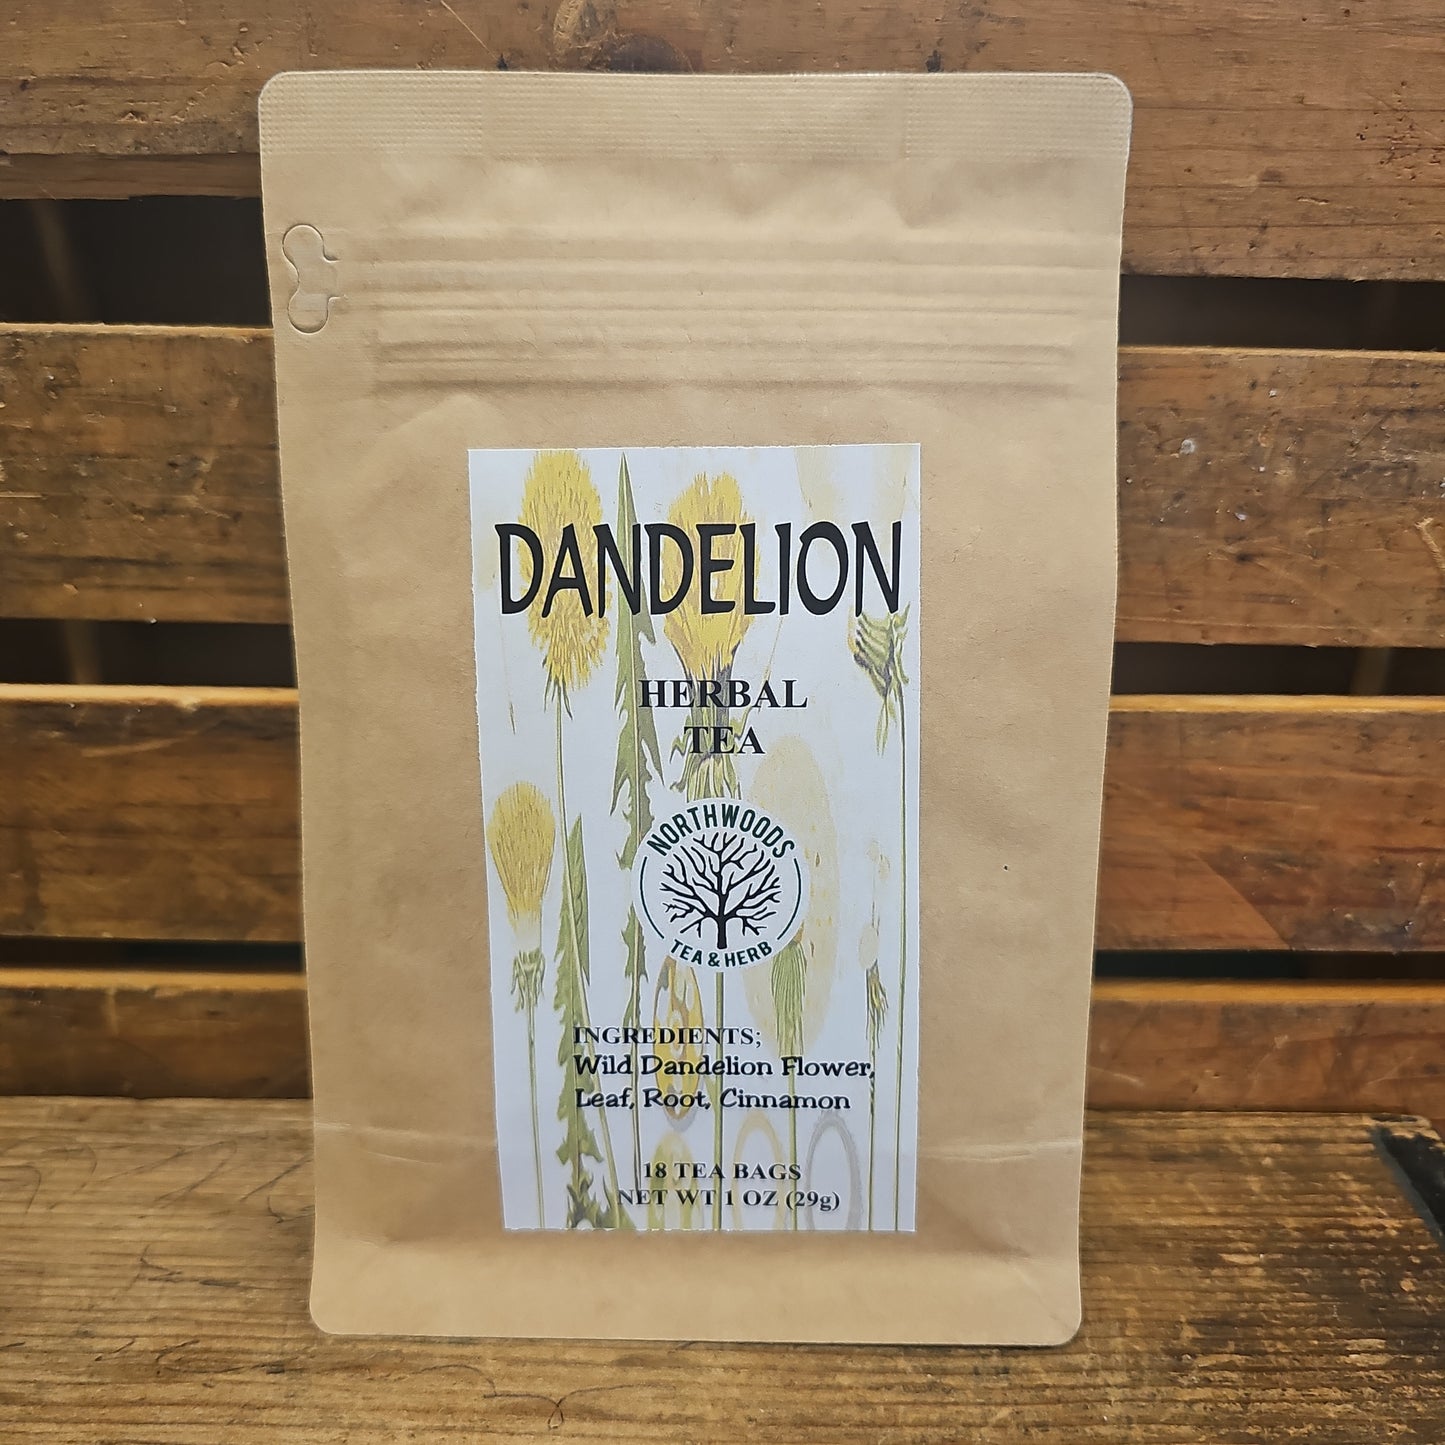 DANDELION
HERBAL
TEA
NORTHWOODS
TEA & HERB
INGREDIENTS;
Wild Dandelion Flower,
Leaf, Root, Cinnamon
18 TEA BAGS
NET WT 1 OZ (29g)